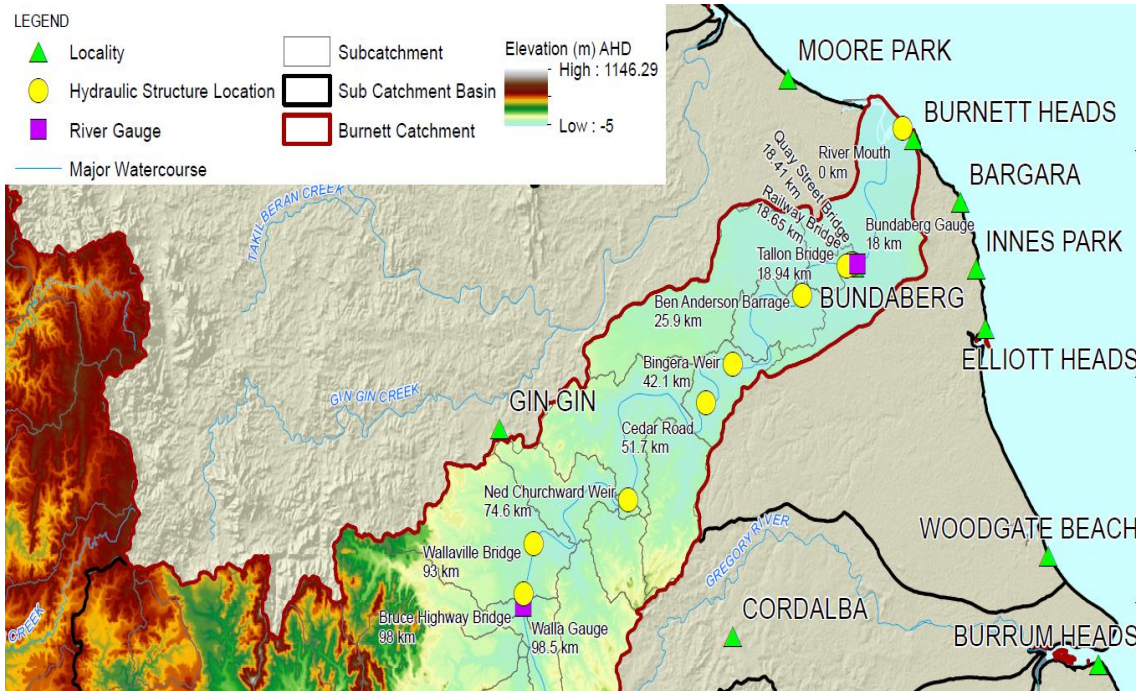 LEGEND
Locality
Hydraulic Structure Location
River Gauge
Major Watercourse
Subcatchment
Sub Catchment Basin
Burnett Catchment
Elevation (m) AHD
High : 1146.29
Low : -5
MOORE PARK
BURNETT HEADS
River Mouth
0 km
BARGARA
Quay Street Bridge
18.41 km
Railway Bridge
18.65 km
Bundaberg Gauge
18 km
INNES PARK
Tallon Bridge
18.94 km
BUNDABERG
Ben Anderson Barrage
25.9 km
ELLIOTT HEADS
Bingera Weir
42.1 km
TAKILBERAN CREEK
GIN GIN CREEK
GIN GIN
Cedar Road
51.7 km
Ned Churchward Weir
74.6 km
WOODGATE BEACH
GREGORY RIVER
Wallaville Bridge
93 km
Bruce Highway Bridge
98 km
Walla Gauge
98.5 km
CORDALBA
BURRUM HEADS
CREEK